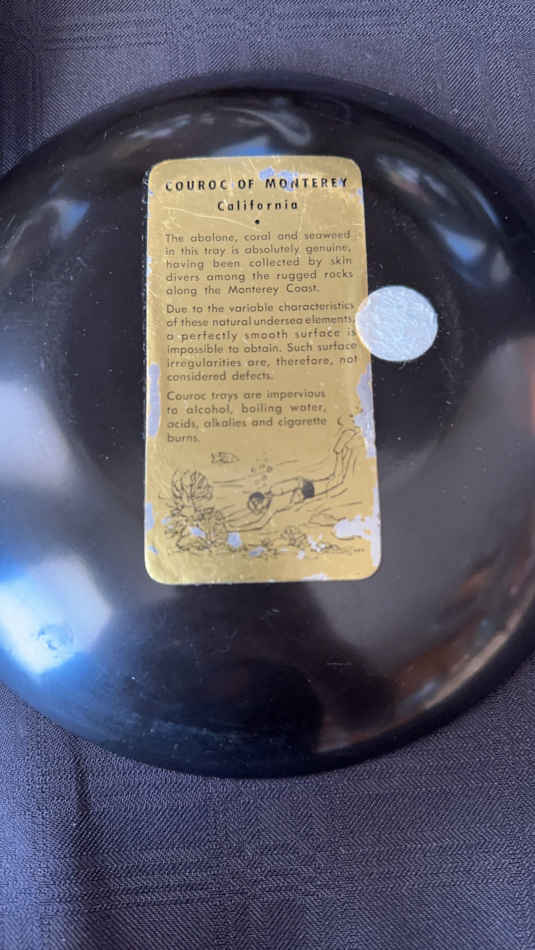 COUROC OF MONTEREY
California
The abalone, coral and seaweed
in this tray is absolutely genuine,
having been collected by skin
divers among the rugged rocks
along the Monterey Coast.
Due to the variable characteristics
of these natural undersea elements,
a perfectly smooth surface is
impossible to obtain. Such surface
irregularities are, therefore, not
considered defects.
Couroc trays are impervious
to alcohol, boiling water,
acids, alkalies and cigarette
burns.